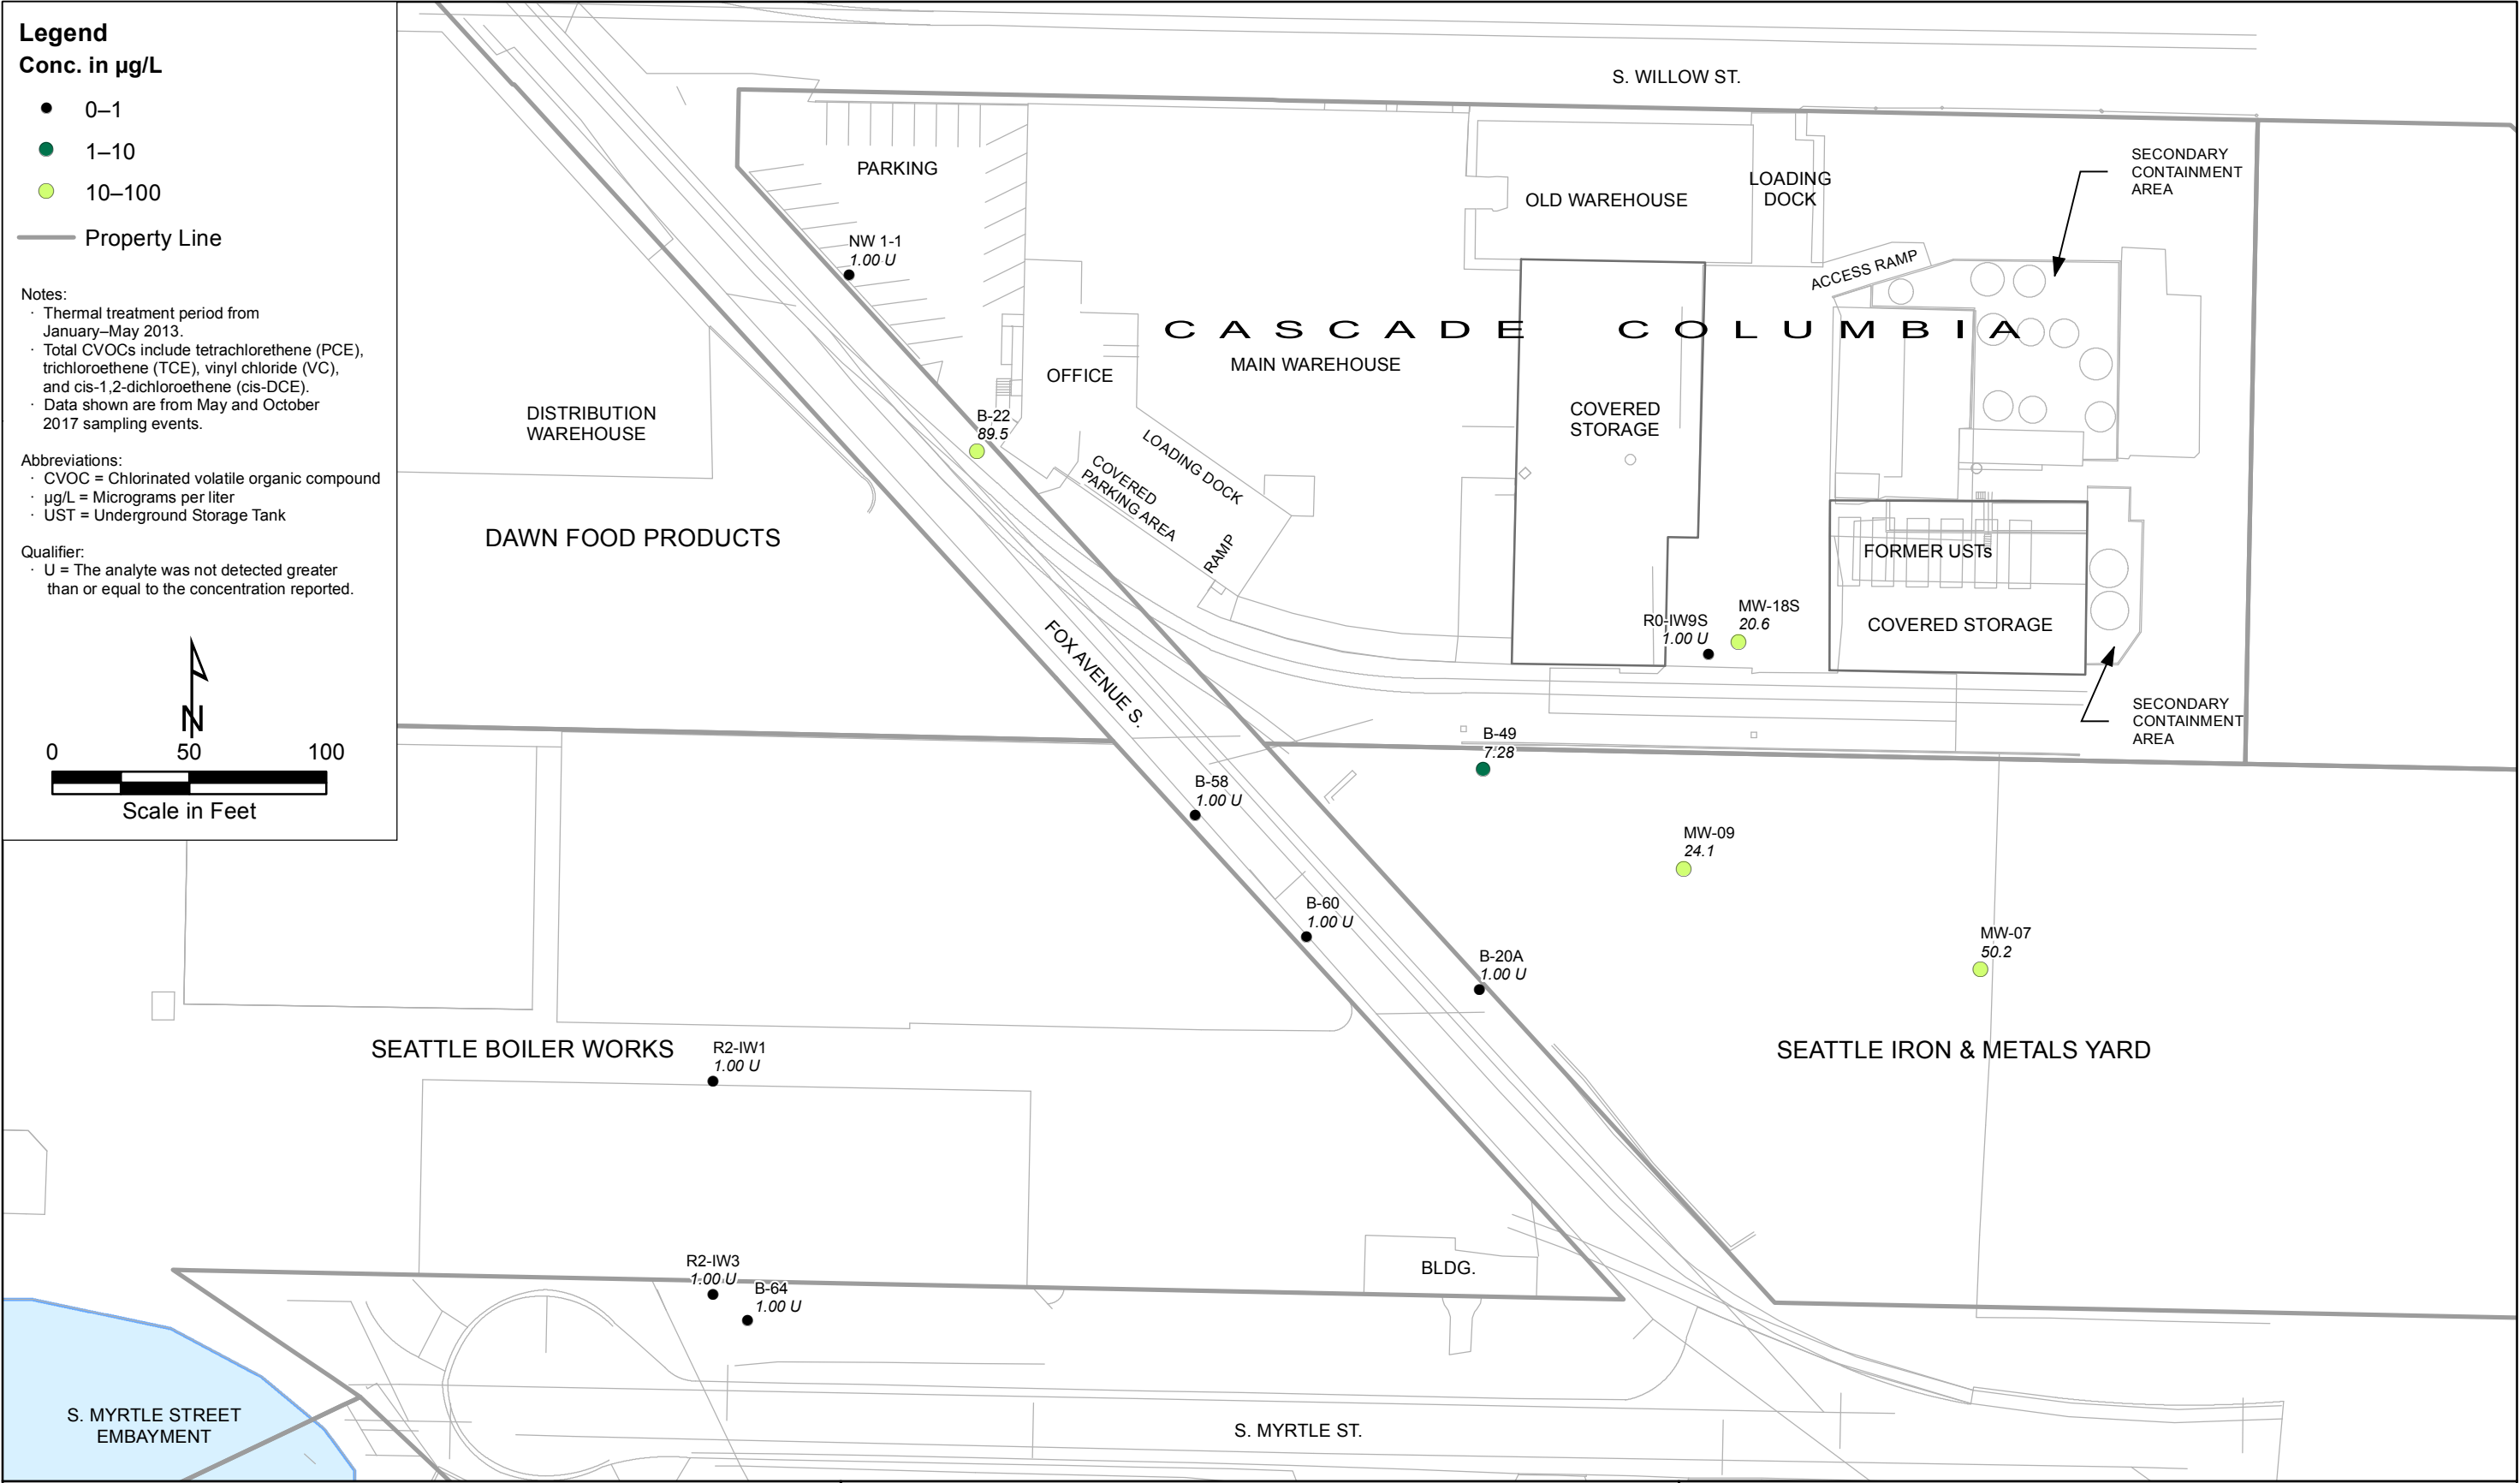 Legend
Conc. in µg/L
0–1
1–10
10–100
Property Line
Notes:
· Thermal treatment period from
January–May 2013.
· Total CVOCs include tetrachlorethene (PCE),
trichloroethene (TCE), vinyl chloride (VC),
and cis-1,2-dichloroethene (cis-DCE).
· Data shown are from May and October
2017 sampling events.
Abbreviations:
· CVOC = Chlorinated volatile organic compound
· µg/L = Micrograms per liter
· UST = Underground Storage Tank
Qualifier:
· U = The analyte was not detected greater
than or equal to the concentration reported.
N
0 50 100
Scale in Feet
S. WILLOW ST.
PARKING
OLD WAREHOUSE
LOADING
DOCK
SECONDARY
CONTAINMENT
AREA
NW 1-1
1.00 U
ACCESS RAMP
CASCADE COLUMBIA
MAIN WAREHOUSE
OFFICE
COVERED
STORAGE
DISTRIBUTION
WAREHOUSE
B-22
89.5
LOADING DOCK
COVERED
PARKING AREA
RAMP
DAWN FOOD PRODUCTS
FORMER USTs
COVERED STORAGE
R0-IW9S
1.00 U
MW-18S
20.6
FOX AVENUE S.
SECONDARY
CONTAINMENT
AREA
B-49
7.28
B-58
1.00 U
MW-09
24.1
B-60
1.00 U
MW-07
50.2
B-20A
1.00 U
SEATTLE BOILER WORKS
R2-IW1
1.00 U
SEATTLE IRON & METALS YARD
R2-IW3
1.00 U
B-64
1.00 U
BLDG.
S. MYRTLE STREET
EMBAYMENT
S. MYRTLE ST.